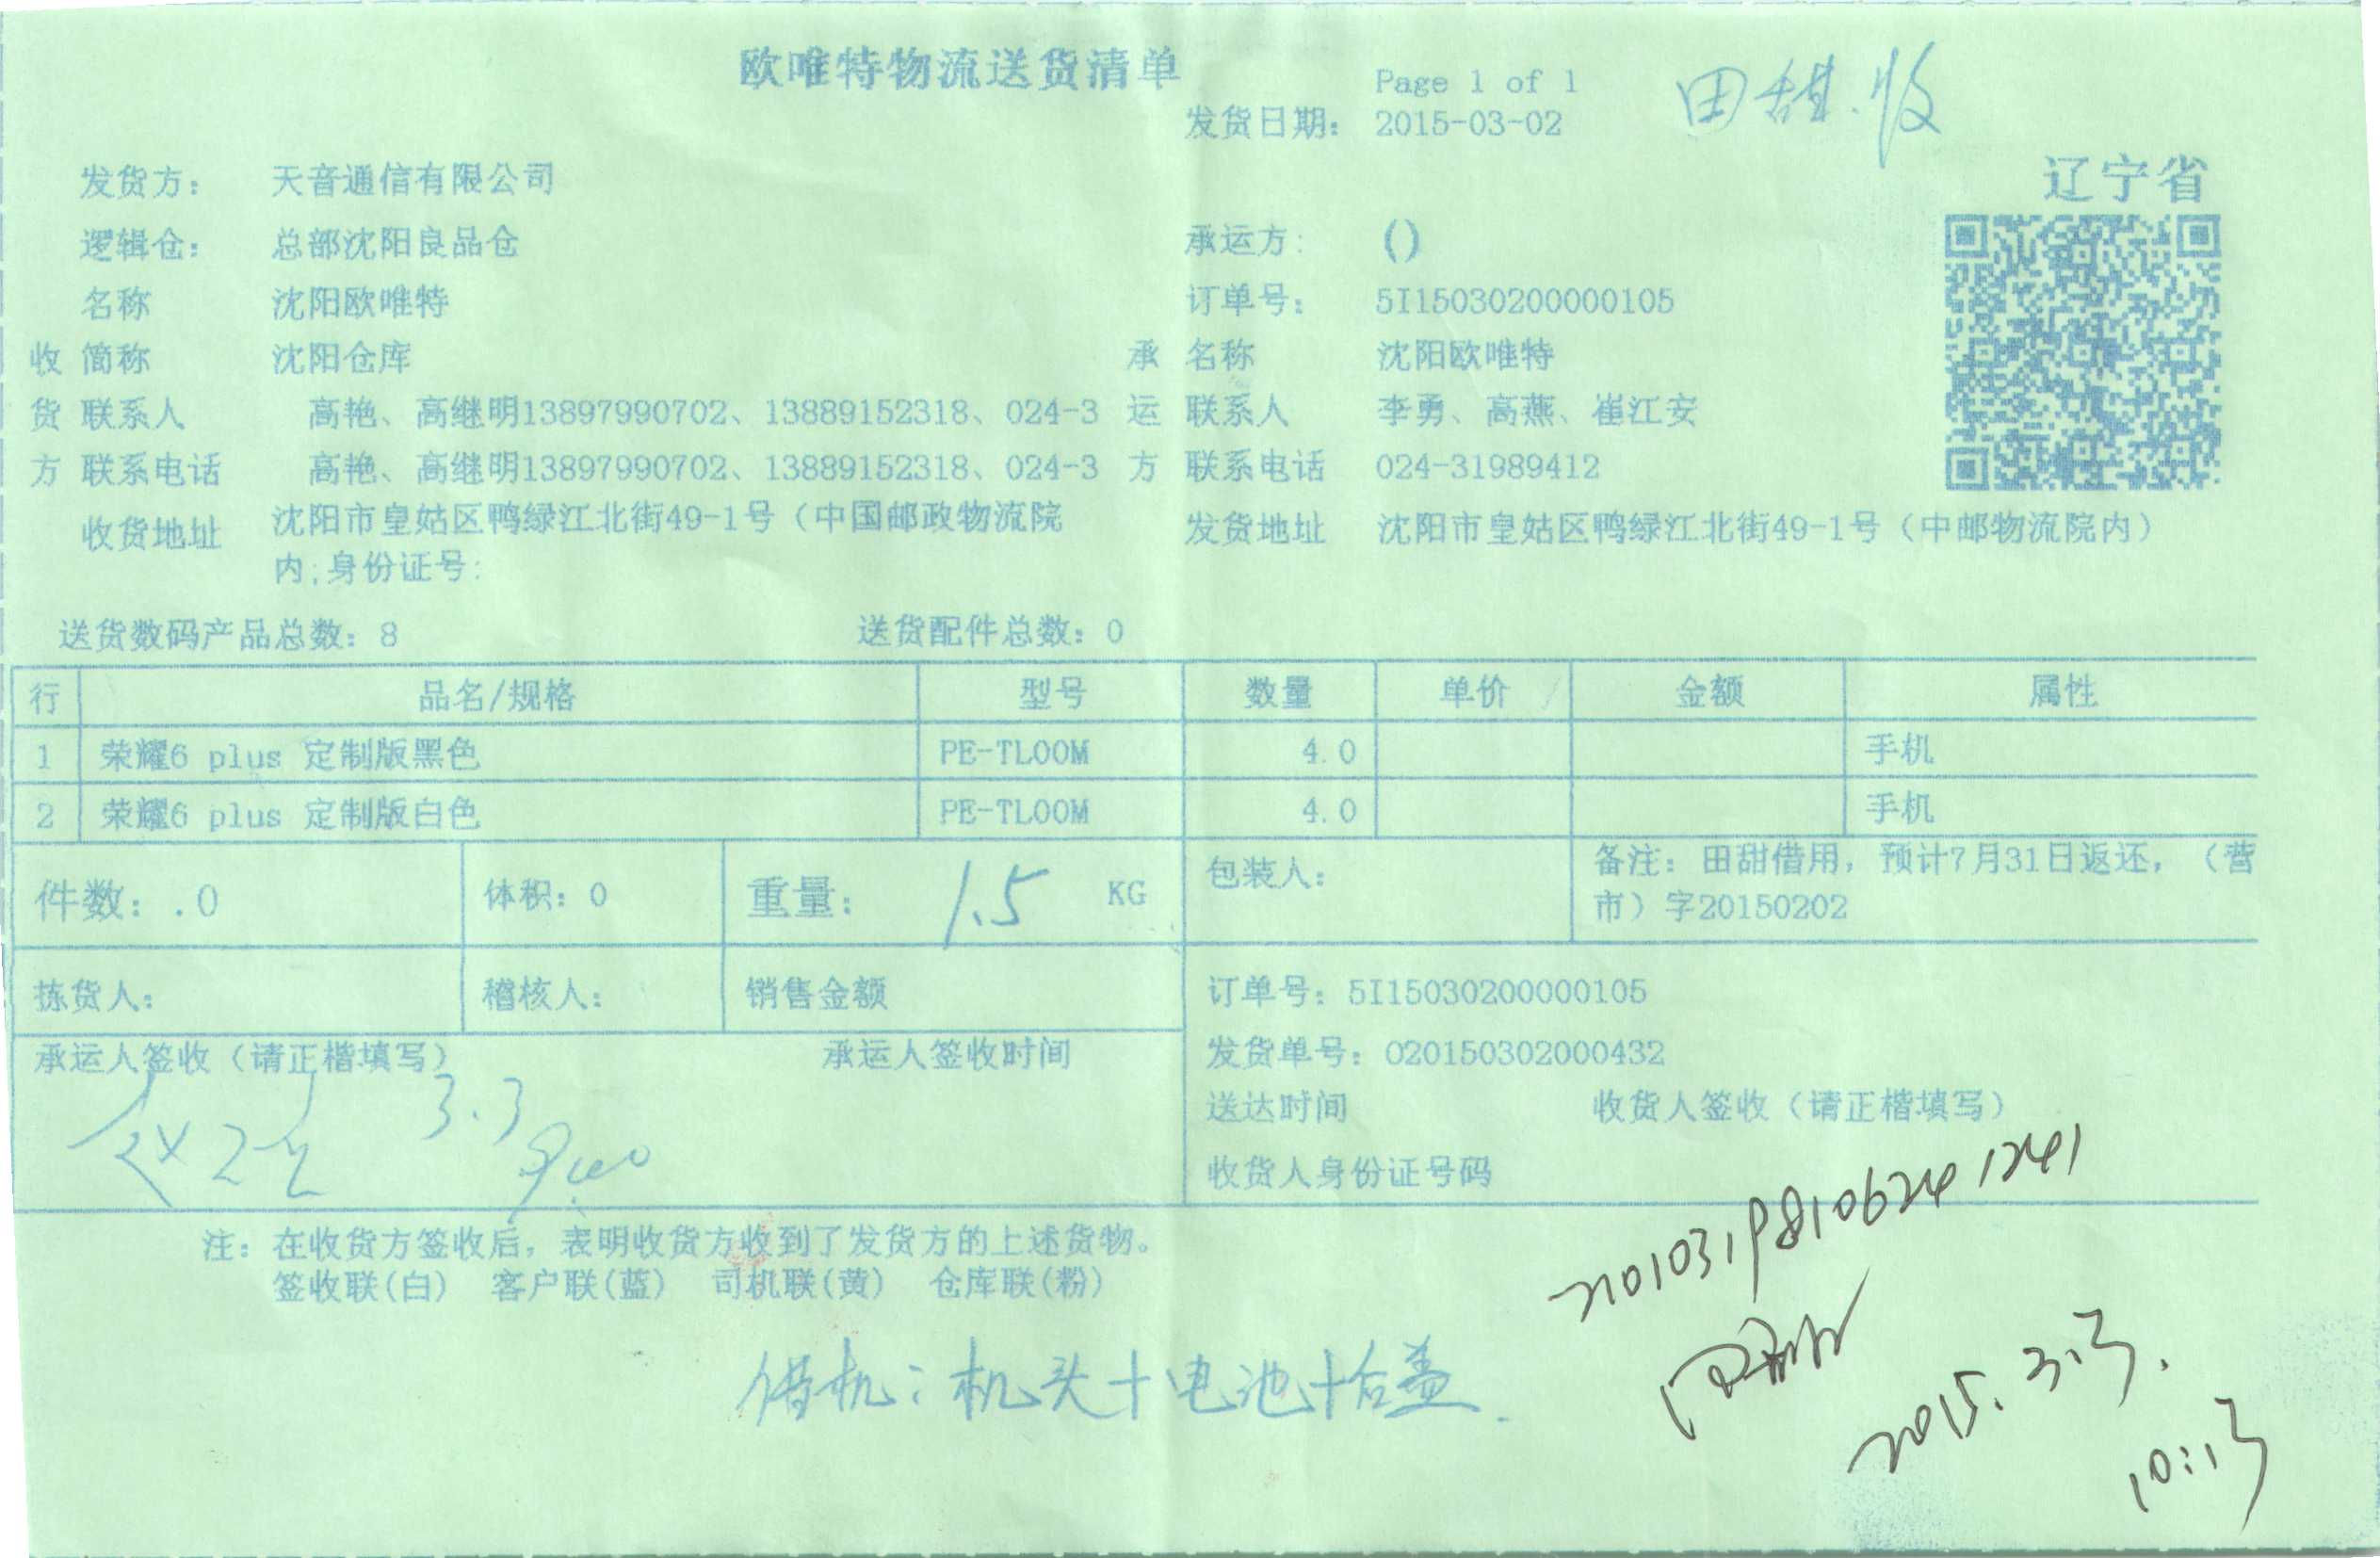 欧唯特物流送货清单
Page 1 of 1
田甜.收
发货日期： 2015-03-02
发货方： 天音通信有限公司
辽宁省
逻辑仓： 总部沈阳良品仓 承运方： ()
名称 沈阳欧唯特 订单号： 5I15030200000105
收 简称 沈阳仓库 承 名称 沈阳欧唯特
货 联系人 高艳、高继明13897990702、13889152318、024-3 运 联系人 李勇、高燕、崔江安
方 联系电话 高艳、高继明13897990702、13889152318、024-3 方 联系电话 024-31989412
收货地址 沈阳市皇姑区鸭绿江北街49-1号（中国邮政物流院
内;身份证号:
发货地址 沈阳市皇姑区鸭绿江北街49-1号（中邮物流院内）
送货数码产品总数：8 送货配件总数：0
行 品名/规格 型号 数量 单价 金额 属性
1 荣耀6 plus 定制版黑色 PE-TL00M 4.0 手机
2 荣耀6 plus 定制版白色 PE-TL00M 4.0 手机
件数：.0 体积：0 重量： 1.5 KG 包装人：
备注：田甜借用，预计7月31日返还，（营
市）字20150202
拣货人： 稽核人： 销售金额 订单号：5I15030200000105
承运人签收（请正楷填写） 承运人签收时间 发货单号：O20150302000432
3.3
送达时间 收货人签收（请正楷填写）
收货人身份证号码
210103198106241241
注：在收货方签收后，表明收货方收到了发货方的上述货物。
签收联(白) 客户联(蓝) 司机联(黄) 仓库联(粉)
借机：机头+电池+后盖.
2015.3.3.
10:13